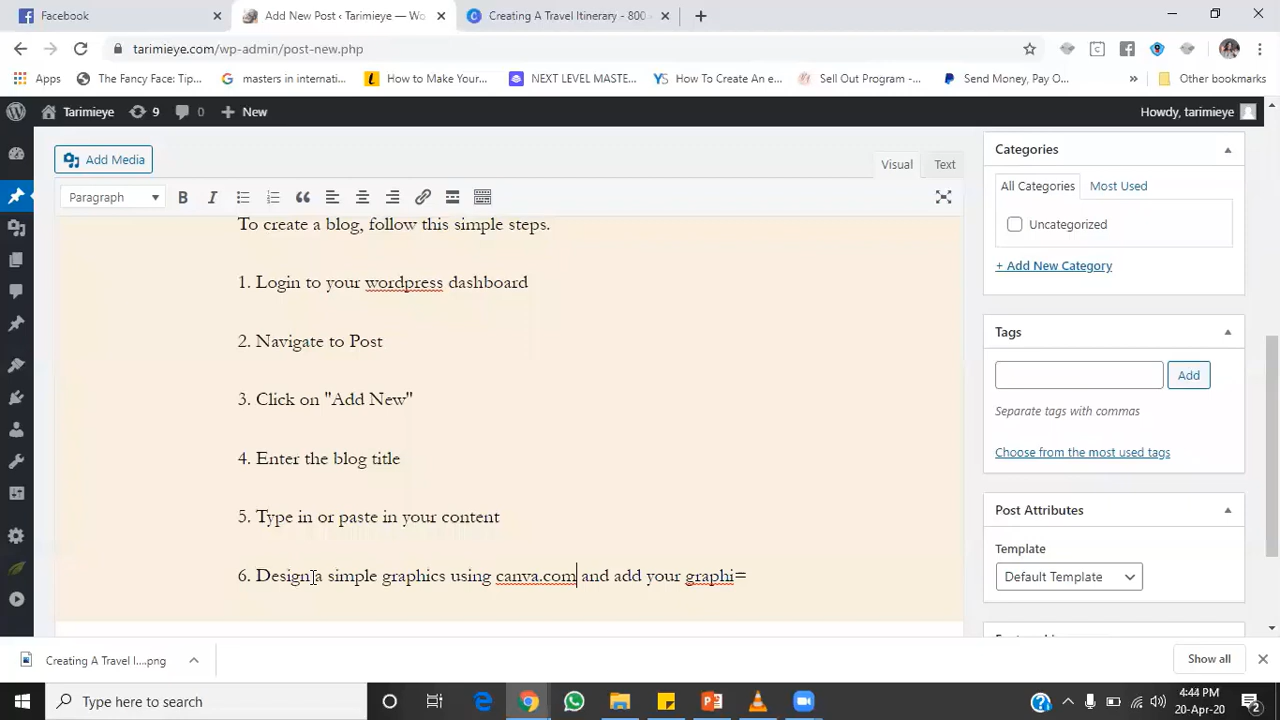 Facebook
Add New Post ‹ Tarimieye — Wo
Creating A Travel Itinerary - 800
tarimieye.com/wp-admin/post-new.php
Apps
The Fancy Face: Tip...
masters in internati...
How to Make Your...
NEXT LEVEL MASTE...
YS
How To Create An e...
Sell Out Program -...
Send Money, Pay O...
»
Other bookmarks
Tarimieye
9
0
New
Howdy, tarimieye
Add Media
Visual
Text
Paragraph
To create a blog, follow this simple steps.
1. Login to your wordpress dashboard
2. Navigate to Post
3. Click on "Add New"
4. Enter the blog title
5. Type in or paste in your content
6. Design a simple graphics using canva.com and add your graphi=
Categories
All Categories
Most Used
Uncategorized
+ Add New Category
Tags
Add
Separate tags with commas
Choose from the most used tags
Post Attributes
Template
Default Template
Creating A Travel I....png
Show all
Type here to search
4:44 PM
20-Apr-20
2